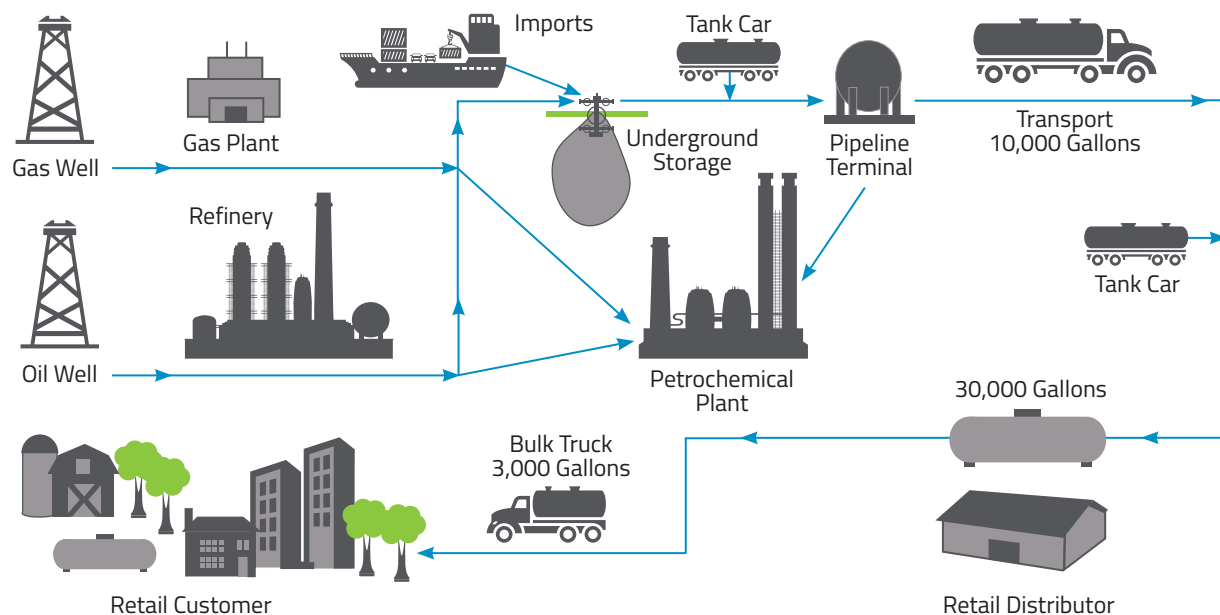 Imports
Tank Car
Gas Plant
Gas Well
Underground
Storage
Pipeline
Terminal
Transport
10,000 Gallons
Refinery
Tank Car
Oil Well
Petrochemical
Plant
30,000 Gallons
Bulk Truck
3,000 Gallons
Retail Customer
Retail Distributor